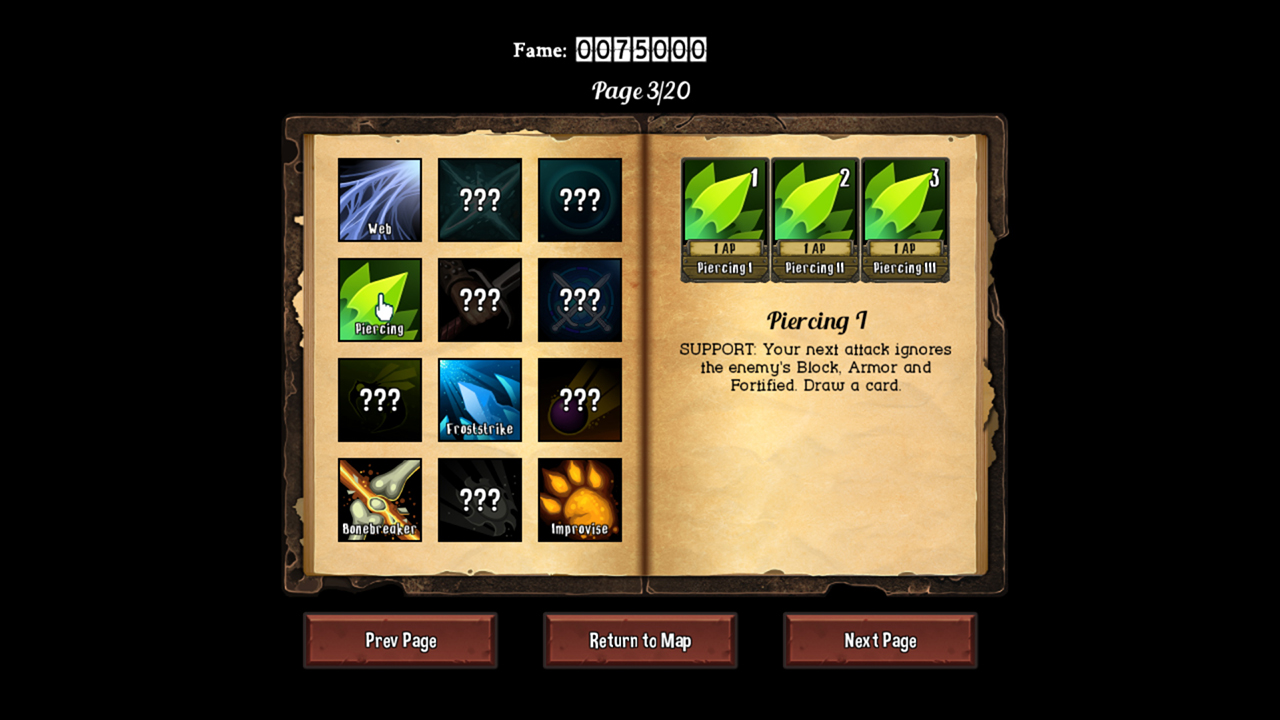 Fame: 0075000
Page 3/20
Web
???
???
Piercing
???
???
???
Froststrike
???
Bonebreaker
???
Improvise
1
2
3
1 AP
1 AP
1 AP
Piercing I
Piercing II
Piercing III
Piercing I
SUPPORT: Your next attack ignores
the enemy's Block, Armor and
Fortified. Draw a card.
Prev Page
Return to Map
Next Page